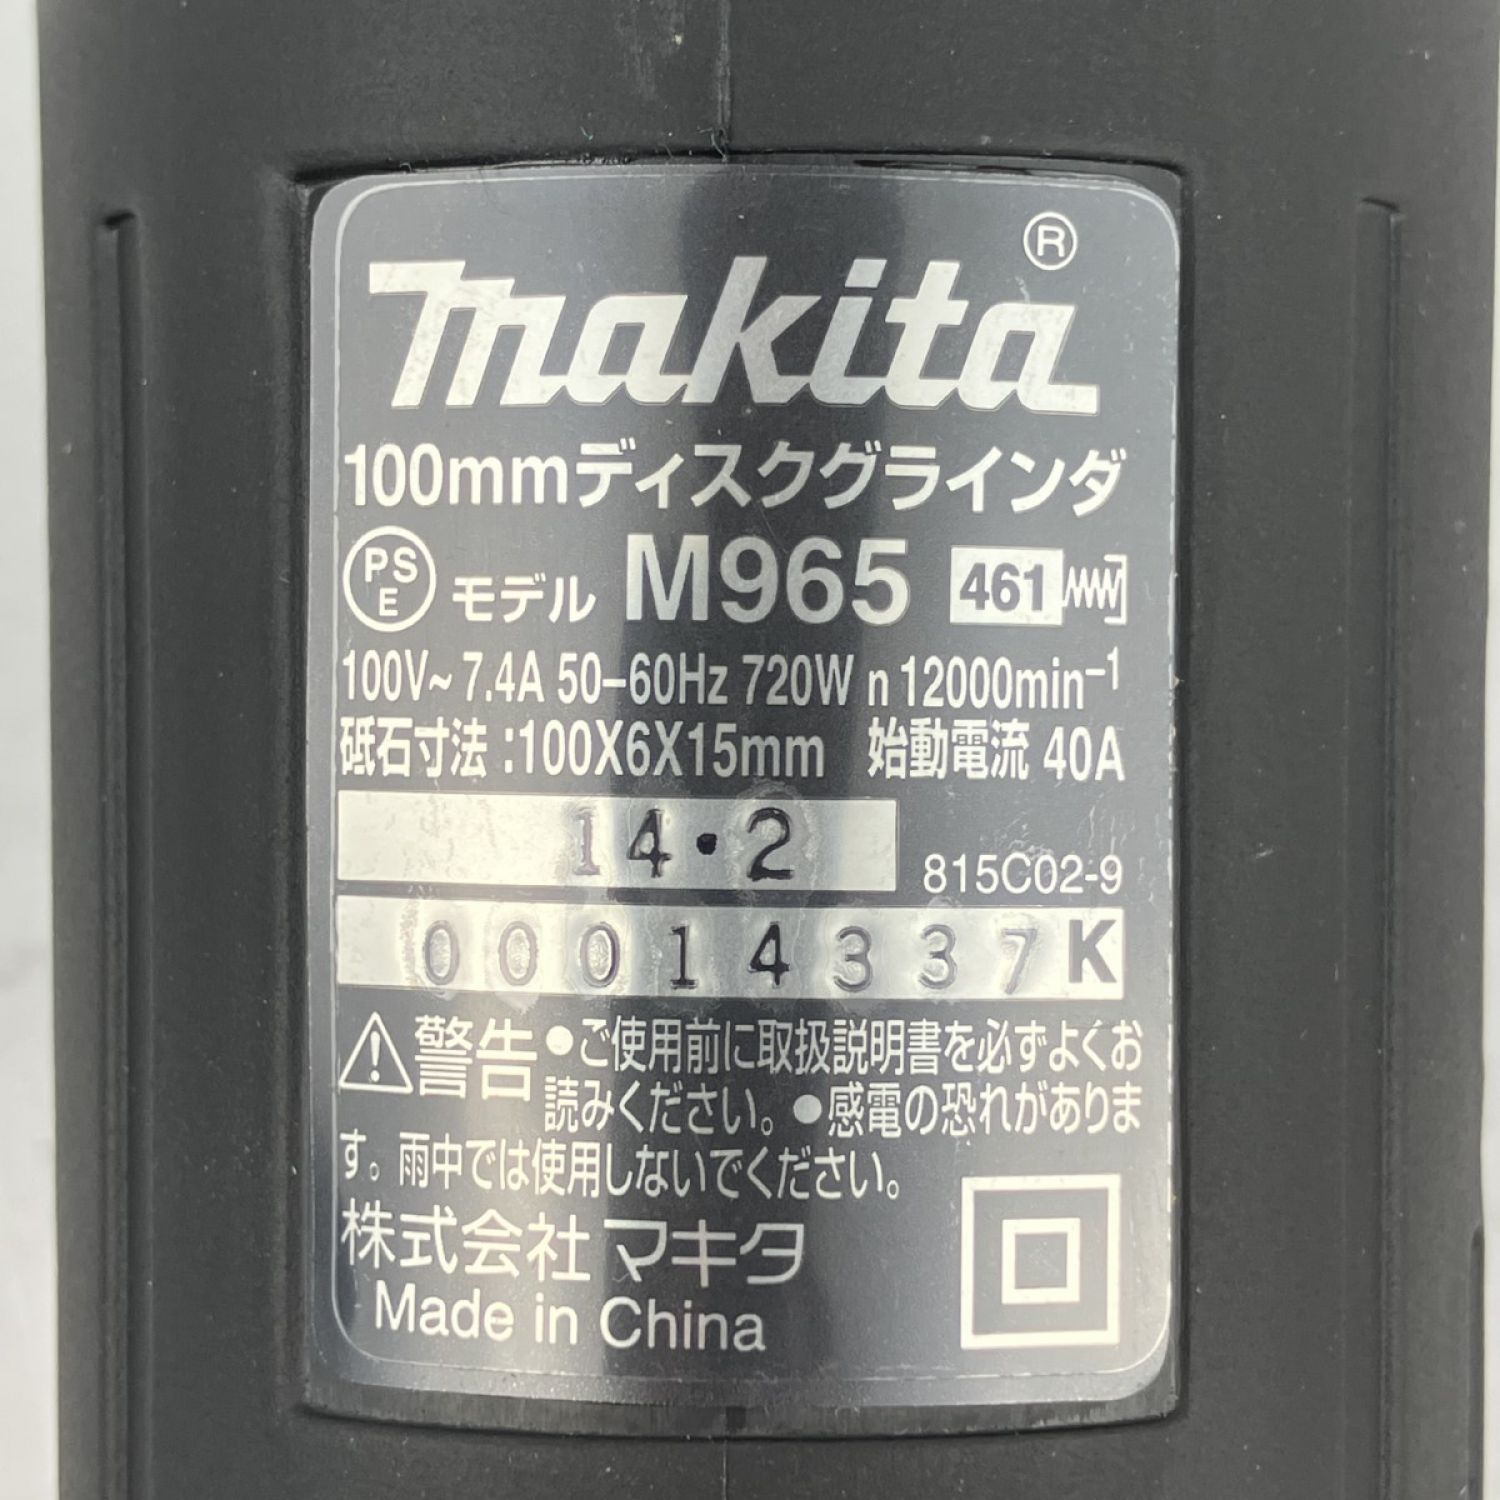 makita®
100mmディスクグラインダ
PSE モデル M965 461
100V~ 7.4A 50-60Hz 720W n 12000min⁻¹
砥石寸法:100X6X15mm 始動電流 40A
14・2
815C02-9
00014337K
警告 ●ご使用前に取扱説明書を必ずよくお
読みください。●感電の恐れがありま
す。雨中では使用しないでください。
株式会社 マキタ
Made in China